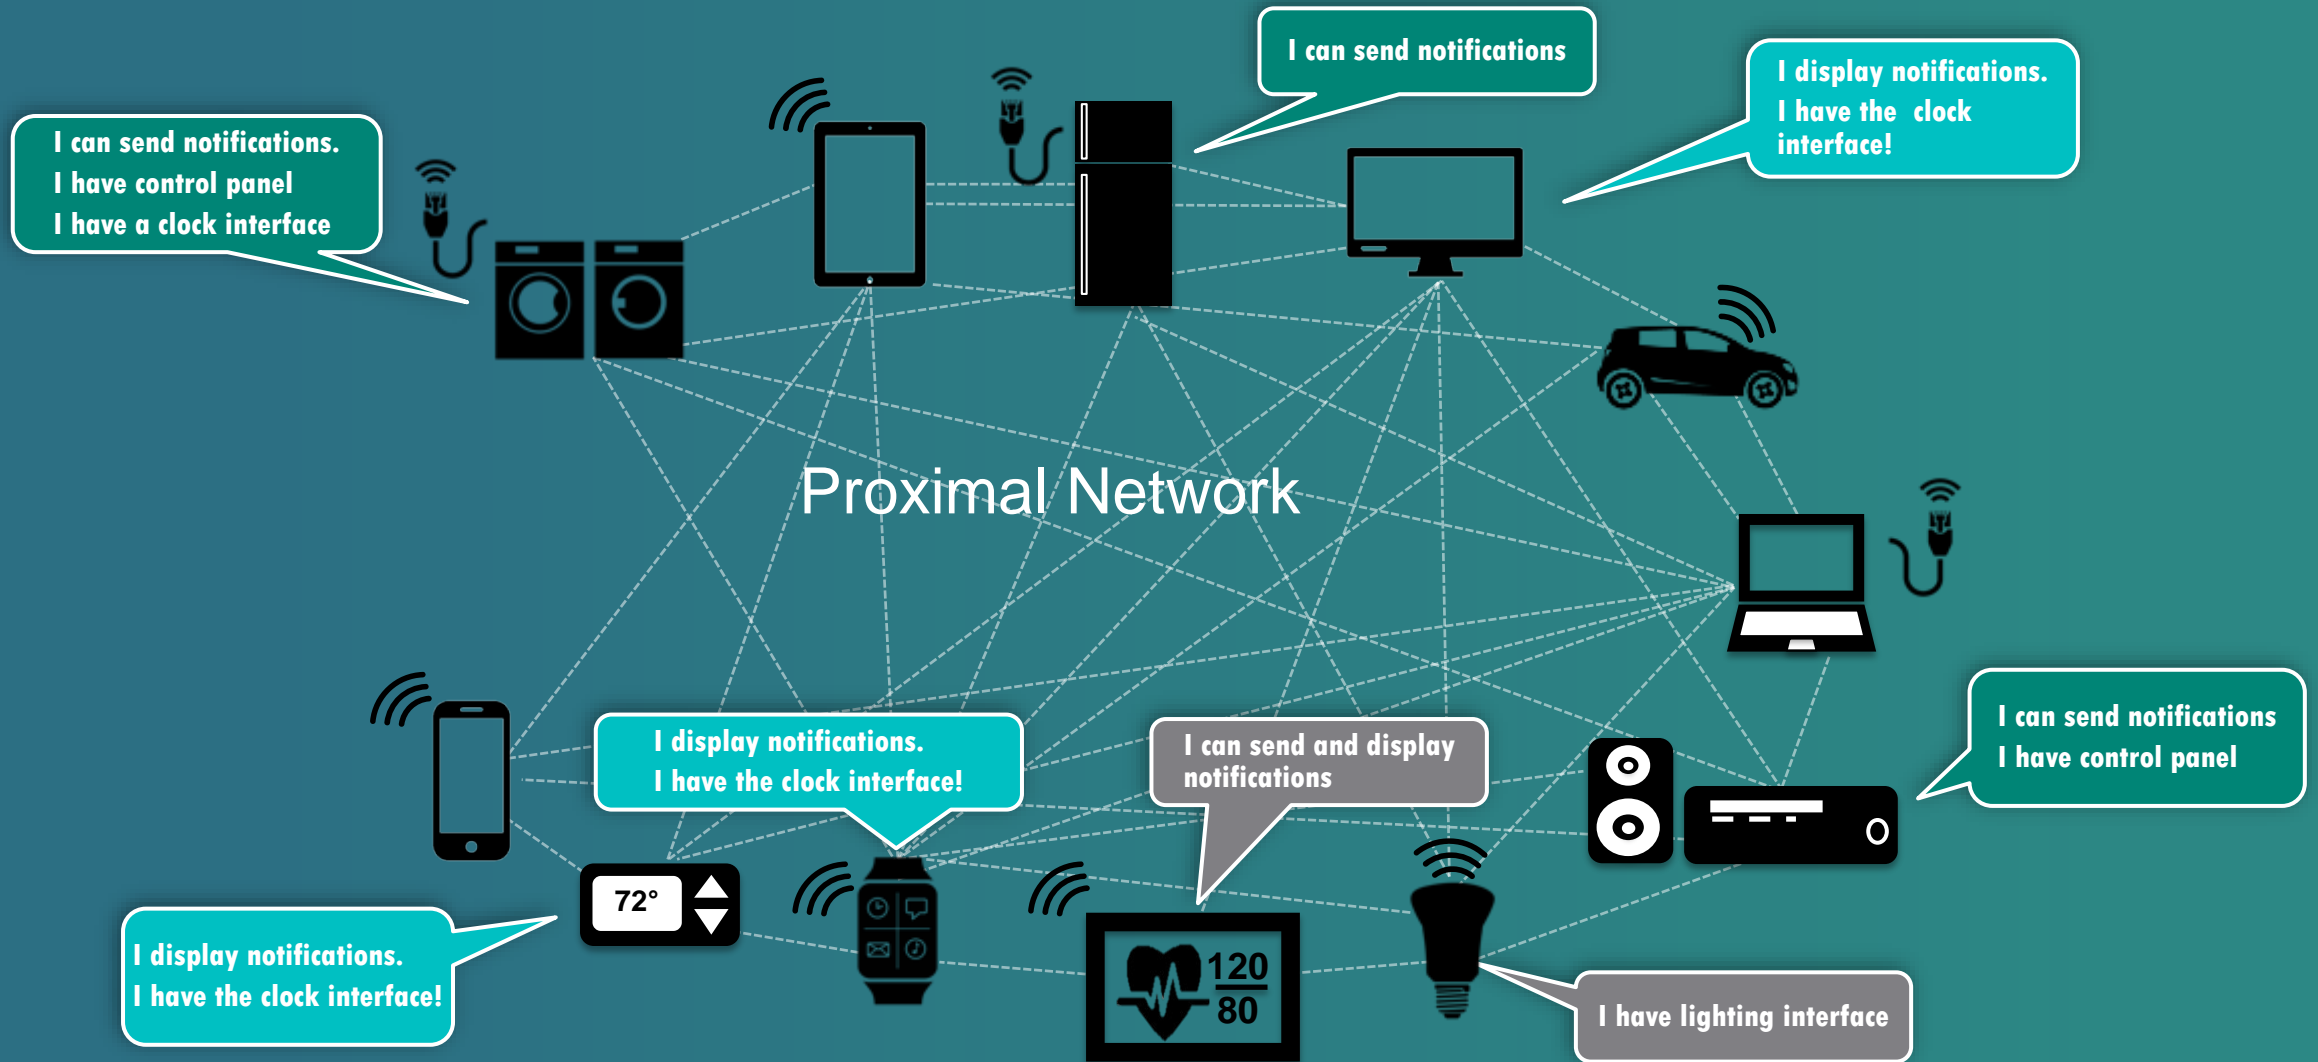 I can send notifications
I display notifications.
I have the clock
interface!
I can send notifications.
I have control panel
I have a clock interface
Proximal Network
I display notifications.
I have the clock interface!
I can send and display
notifications
I can send notifications
I have control panel
72°
I display notifications.
I have the clock interface!
120
80
I have lighting interface